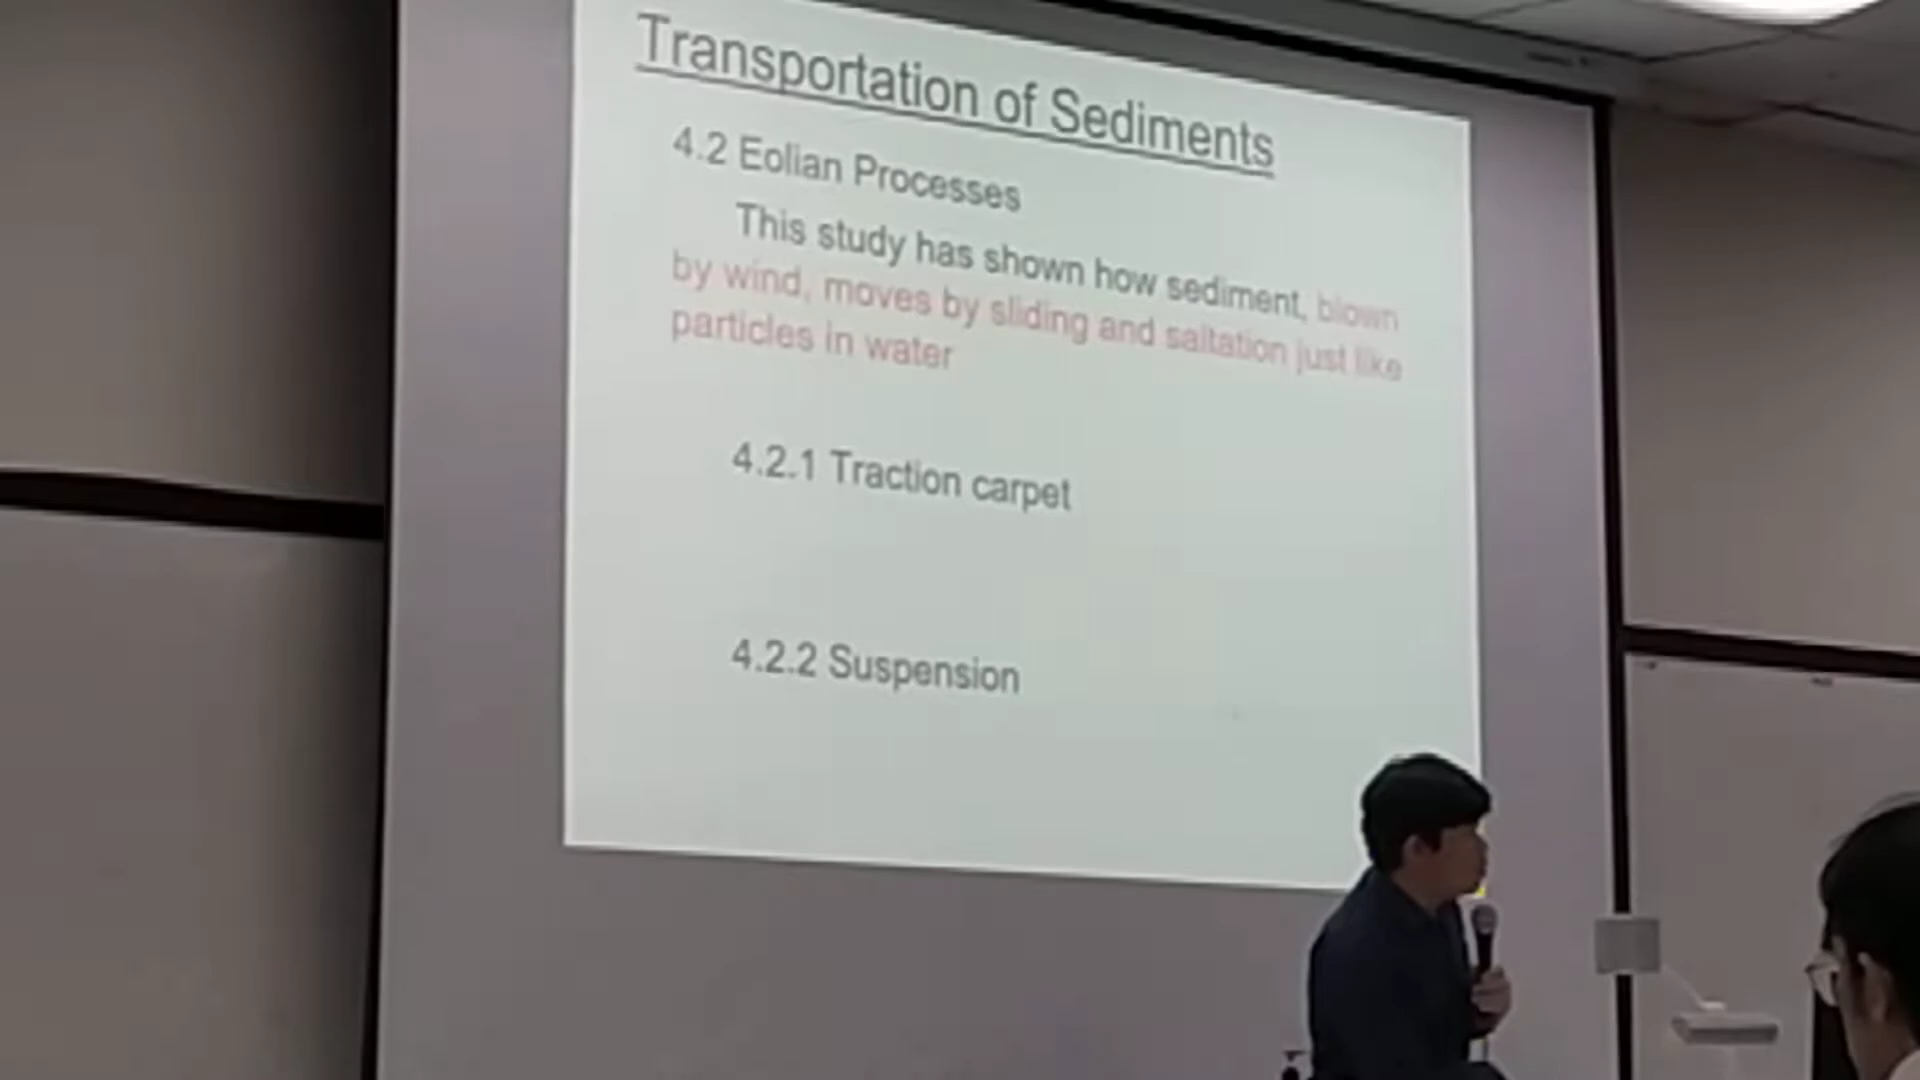 Transportation of Sediments
4.2 Eolian Processes
This study has shown how sediment, blown
by wind, moves by sliding and saltation just like
particles in water
4.2.1 Traction carpet
4.2.2 Suspension